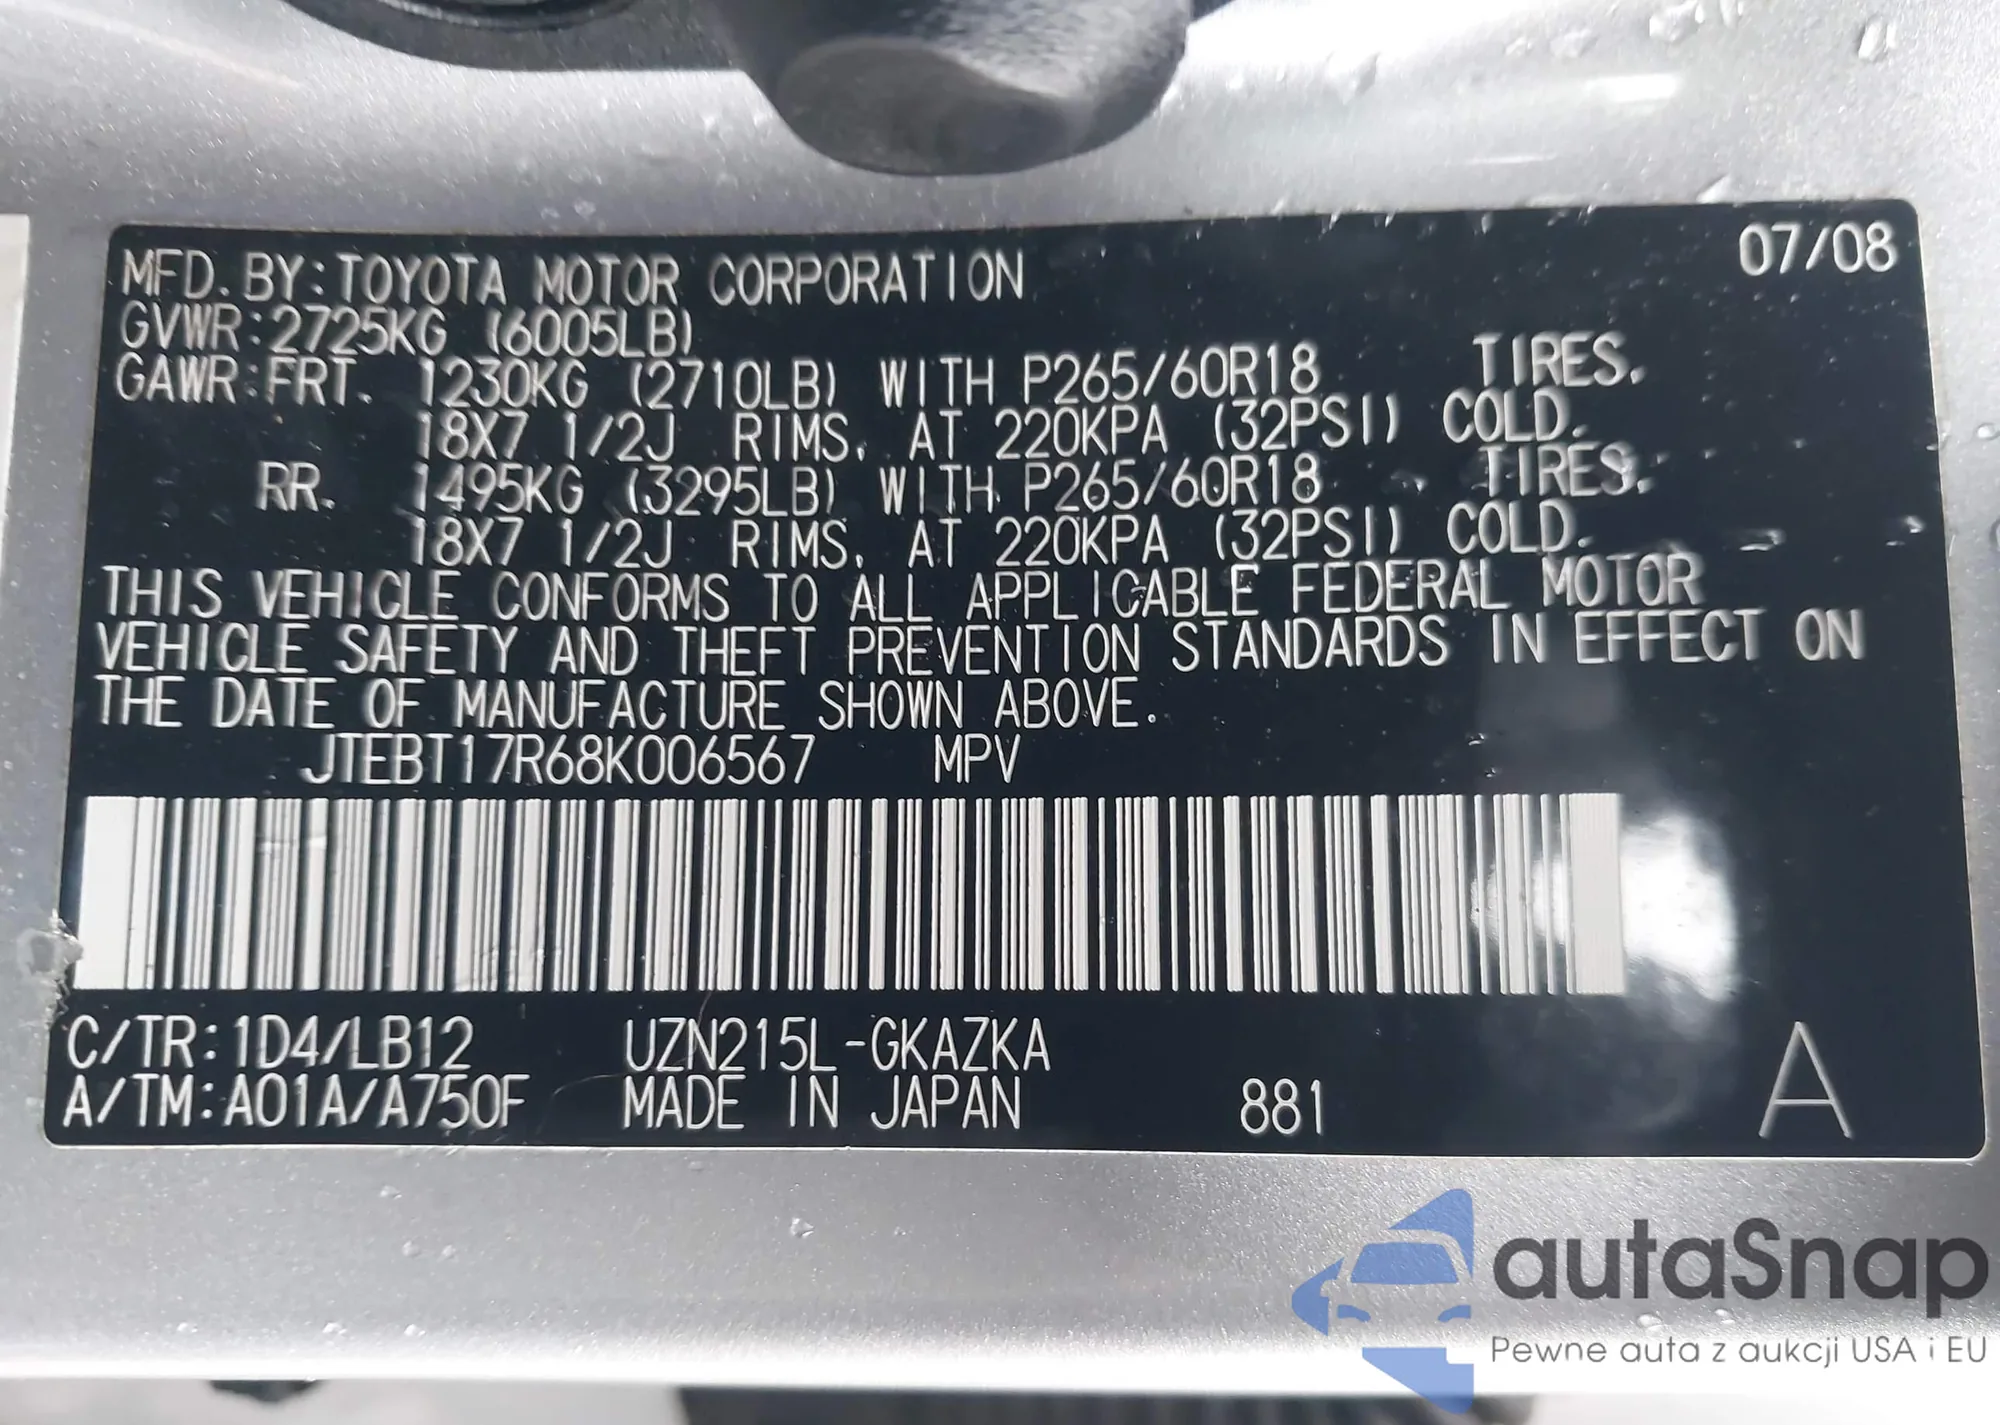 07/08
MFD. BY: TOYOTA MOTOR CORPORATION
GVWR: 2725KG (6005LB)
GAWR: FRT. 1230KG (2710LB) WITH P265/60R18 TIRES.
18X7 1/2J RIMS, AT 220KPA (32PSI) COLD.
RR. 1495KG (3295LB) WITH P265/60R18 TIRES.
18X7 1/2J RIMS, AT 220KPA (32PSI) COLD.
THIS VEHICLE CONFORMS TO ALL APPLICABLE FEDERAL MOTOR
VEHICLE SAFETY AND THEFT PREVENTION STANDARDS IN EFFECT ON
THE DATE OF MANUFACTURE SHOWN ABOVE.
JTEBT17R68K006567 MPV
C/TR: 1D4/LB12 UZN215L-GKAZKA
A/TM: A01A/A750F MADE IN JAPAN 881 A
autaSnap
Pewne auta z aukcji USA i EU